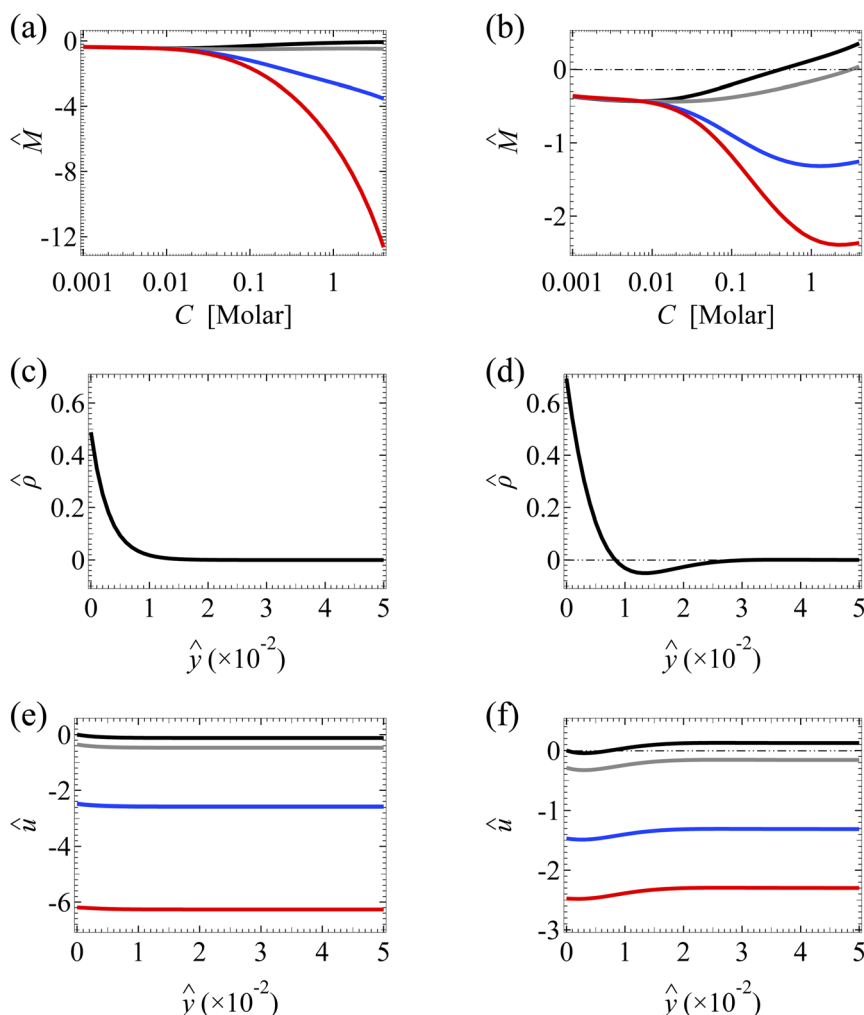 (a)
0
-4
-8
-12
M̂
0.001 0.01 0.1 1
C [Molar]
(b)
0
-1
-2
M̂
0.001 0.01 0.1 1
C [Molar]
(c)
0.6
0.4
0.2
0
ρ̂
0 1 2 3 4 5
ŷ (×10⁻²)
(d)
0.6
0.4
0.2
0
ρ̂
0 1 2 3 4 5
ŷ (×10⁻²)
(e)
0
-2
-4
-6
û
0 1 2 3 4 5
ŷ (×10⁻²)
(f)
0
-1
-2
-3
û
0 1 2 3 4 5
ŷ (×10⁻²)